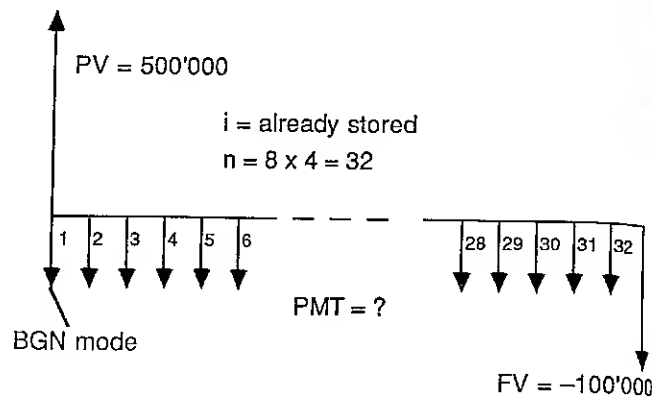 PV = 500'000
i = already stored
n = 8 x 4 = 32
1 2 3 4 5 6 28 29 30 31 32
PMT = ?
BGN mode
FV = –100'000